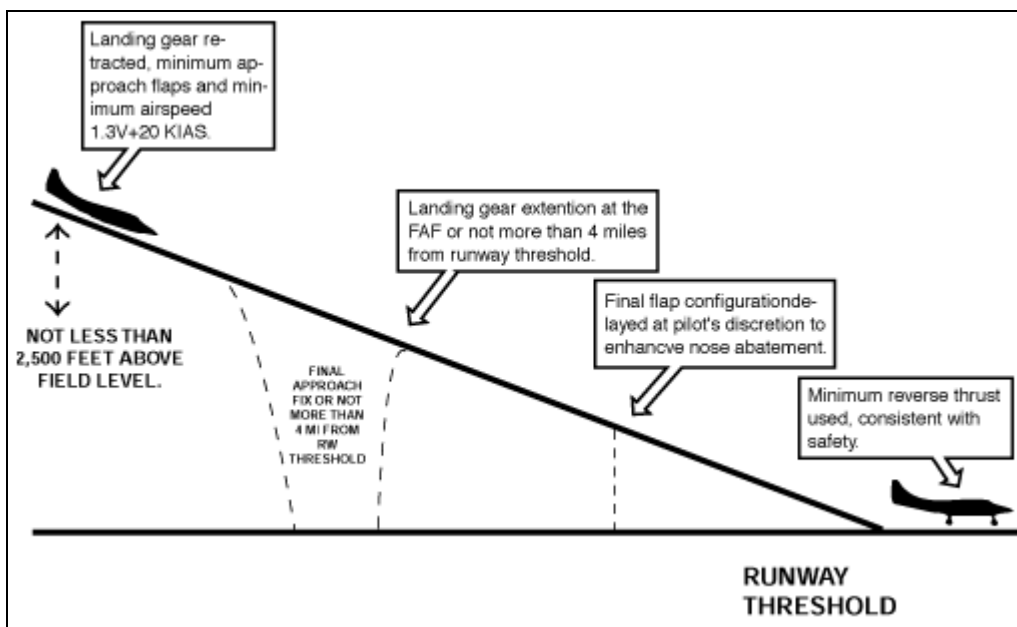 Landing gear re-
tracted, minimum ap-
proach flaps and min-
imum airspeed
1.3V+20 KIAS.
Landing gear extention at the
FAF or not more than 4 miles
from runway threshold.
Final flap configurationde-
layed at pilot's discretion to
enhancve nose abatement.
NOT LESS THAN
2,500 FEET ABOVE
FIELD LEVEL.
FINAL
APPROACH
FIX OR NOT
MORE THAN
4 MI FROM
RW
THRESHOLD
Minimum reverse thrust
used, consistent with
safety.
RUNWAY
THRESHOLD